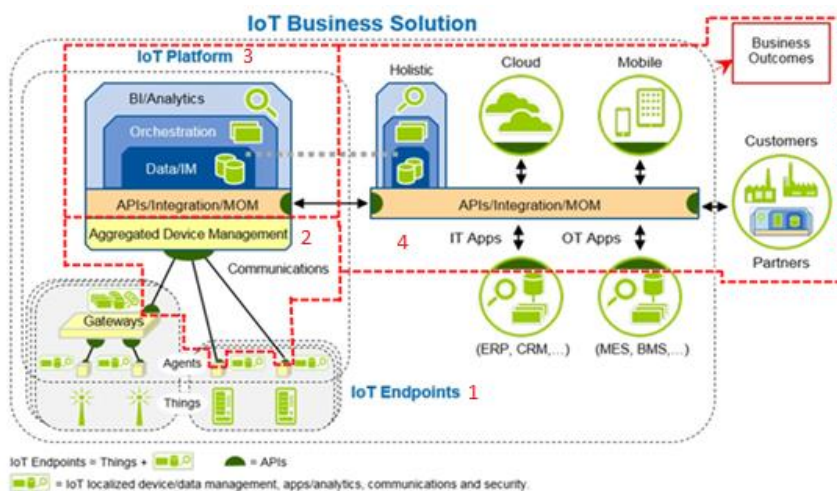 IoT Business Solution
IoT Platform 3
Business
Outcomes
BI/Analytics
Orchestration
Data/IM
APIs/Integration/MOM
Aggregated Device Management 2
Holistic
Cloud
Mobile
APIs/Integration/MOM
4
IT Apps
OT Apps
Customers
Partners
Communications
(ERP, CRM,...)
(MES, BMS,...)
Gateways
Agents
Things
IoT Endpoints 1
IoT Endpoints = Things +
= APIs
= IoT localized device/data management, apps/analytics, communications and security.